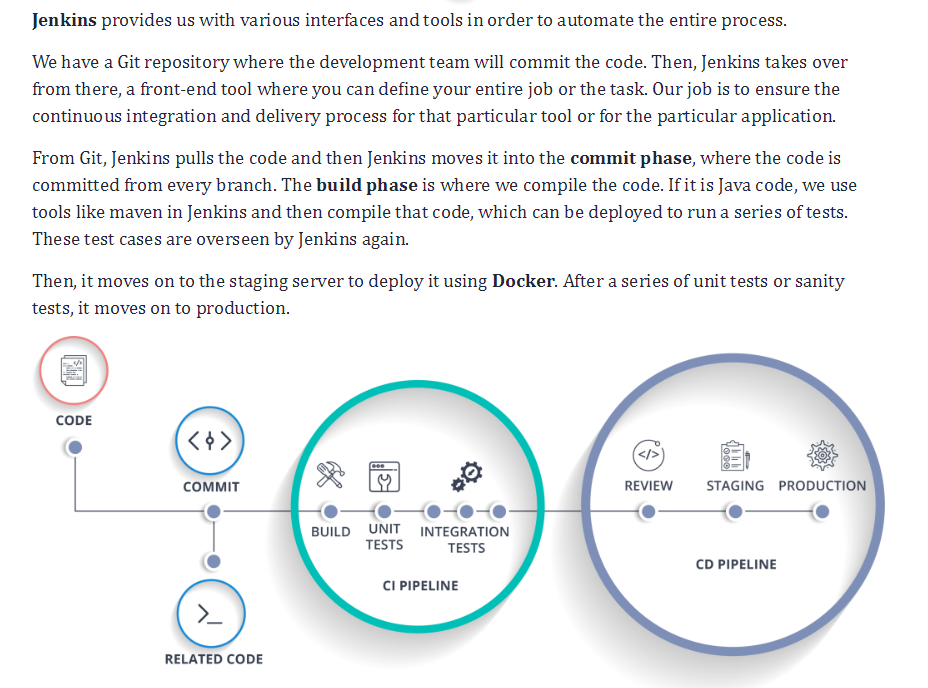 Jenkins provides us with various interfaces and tools in order to automate the entire process.
We have a Git repository where the development team will commit the code. Then, Jenkins takes over
from there, a front-end tool where you can define your entire job or the task. Our job is to ensure the
continuous integration and delivery process for that particular tool or for the particular application.
From Git, Jenkins pulls the code and then Jenkins moves it into the commit phase, where the code is
committed from every branch. The build phase is where we compile the code. If it is Java code, we use
tools like maven in Jenkins and then compile that code, which can be deployed to run a series of tests.
These test cases are overseen by Jenkins again.
Then, it moves on to the staging server to deploy it using Docker. After a series of unit tests or sanity
tests, it moves on to production.
CODE
COMMIT
RELATED CODE
BUILD
UNIT
TESTS
INTEGRATION
TESTS
CI PIPELINE
REVIEW
STAGING
PRODUCTION
CD PIPELINE